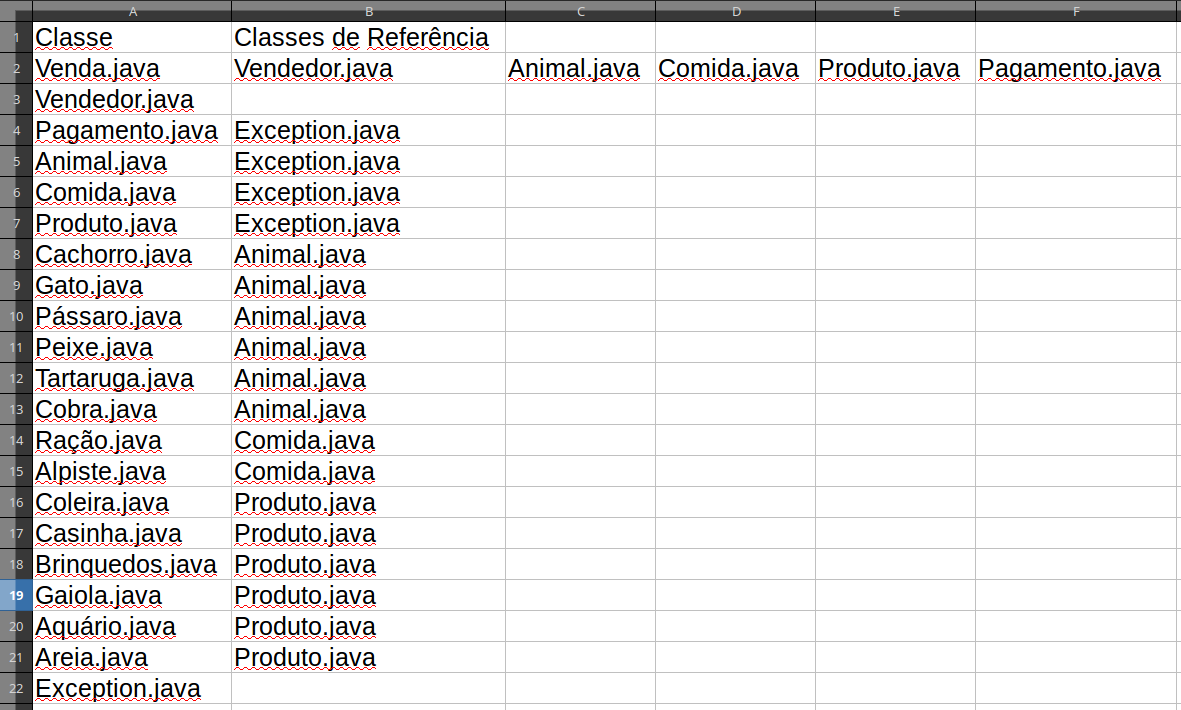 A B C D E F
1 Classe Classes de Referência
2 Venda.java Vendedor.java Animal.java Comida.java Produto.java Pagamento.java
3 Vendedor.java
4 Pagamento.java Exception.java
5 Animal.java Exception.java
6 Comida.java Exception.java
7 Produto.java Exception.java
8 Cachorro.java Animal.java
9 Gato.java Animal.java
10 Pássaro.java Animal.java
11 Peixe.java Animal.java
12 Tartaruga.java Animal.java
13 Cobra.java Animal.java
14 Ração.java Comida.java
15 Alpiste.java Comida.java
16 Coleira.java Produto.java
17 Casinha.java Produto.java
18 Brinquedos.java Produto.java
19 Gaiola.java Produto.java
20 Aquário.java Produto.java
21 Areia.java Produto.java
22 Exception.java